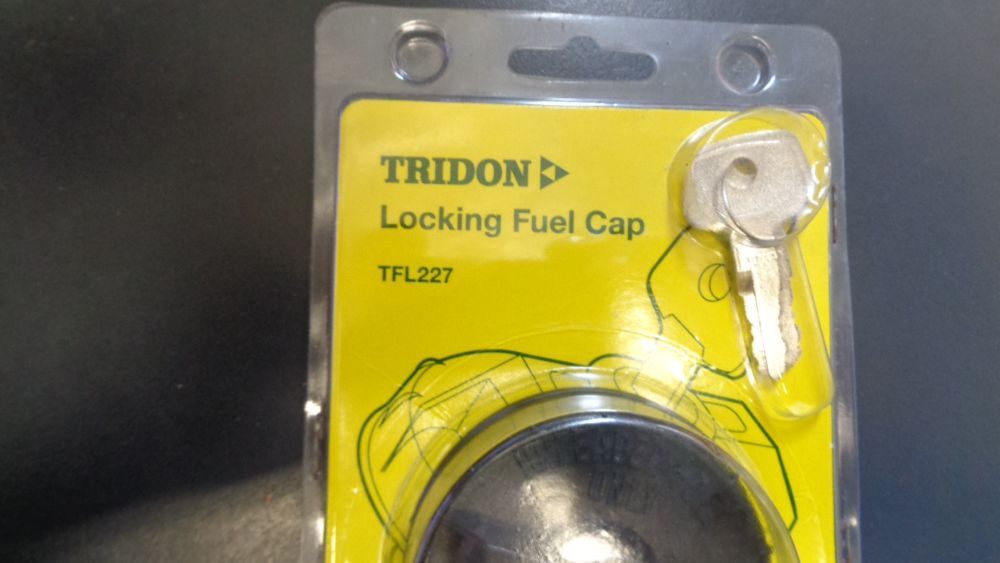 TRIDON
Locking Fuel Cap
TFL227